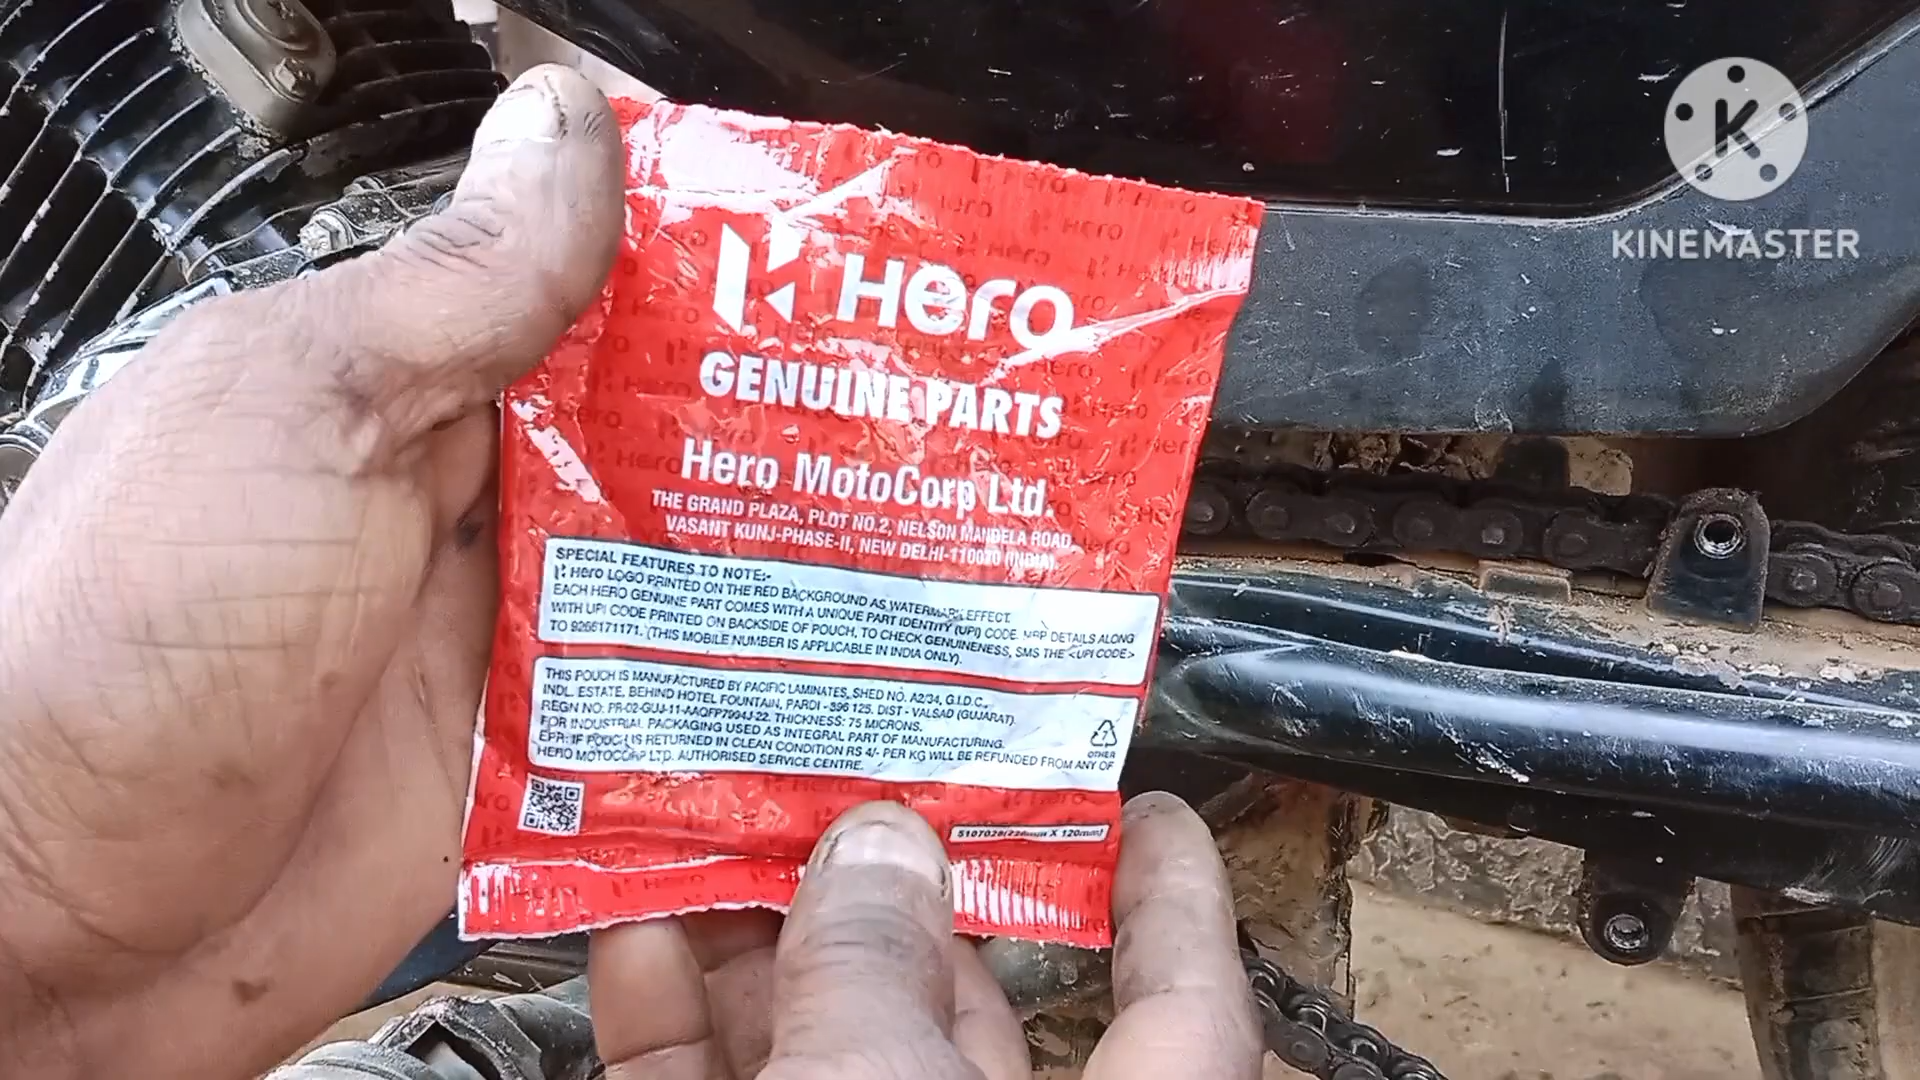 Hero
GENUINE PARTS
Hero MotoCorp Ltd.
THE GRAND PLAZA, PLOT NO.2, NELSON MANDELA ROAD,
VASANT KUNJ-PHASE-II, NEW DELHI-110070 (INDIA).
SPECIAL FEATURES TO NOTE:-
Hero LOGO PRINTED ON THE RED BACKGROUND AS WATERMARK EFFECT.
EACH HERO GENUINE PART COMES WITH A UNIQUE PART IDENTITY (UPI) CODE. MRP DETAILS ALONG
WITH UPI CODE PRINTED ON BACKSIDE OF POUCH, TO CHECK GENUINENESS, SMS THE <UPI CODE>
TO 9266171171. (THIS MOBILE NUMBER IS APPLICABLE IN INDIA ONLY).
THIS POUCH IS MANUFACTURED BY PACIFIC LAMINATES, SHED NO. A2/34, G.I.D.C.,
INDL. ESTATE, BEHIND HOTEL FOUNTAIN, PARDI - 396 125. DIST - VALSAD (GUJARAT)
REGN NO: THICKNESS: 75 MICRONS.
FOR INDUSTRIAL PACKAGING USED AS INTEGRAL PART OF MANUFACTURING.
EPR: IF POUCH IS RETURNED IN CLEAN CONDITION RS 4/- PER KG WILL BE REFUNDED FROM ANY OF
HERO MOTOCORP LTD. AUTHORISED SERVICE CENTRE.
7
OTHER
X 120mm)
K
KINEMASTER